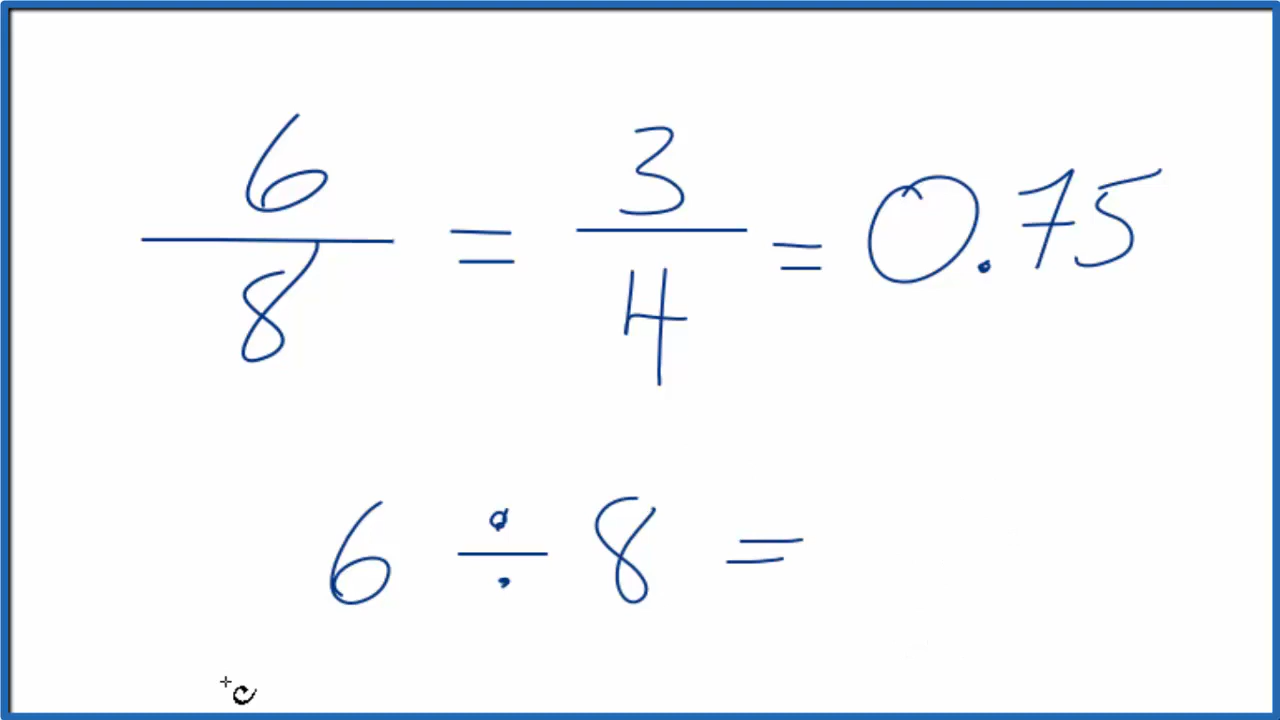 6/8 = 3/4 = 0.75
6 ÷ 8 =